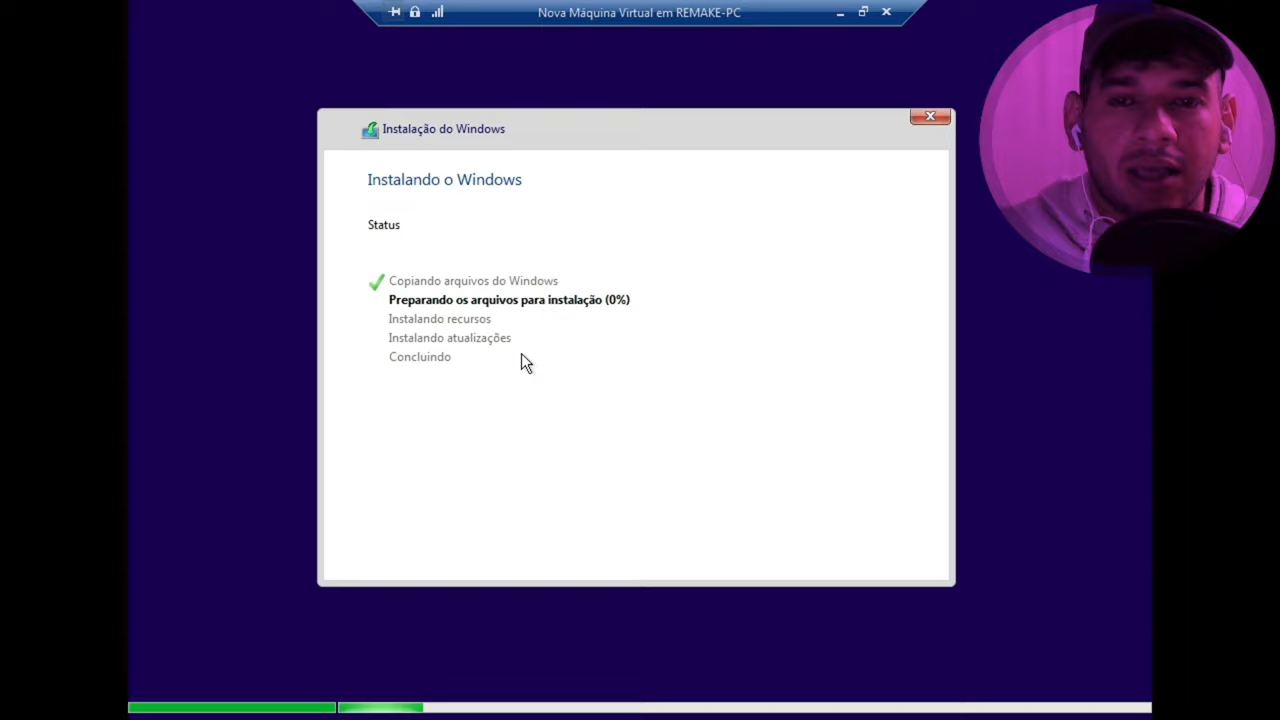 Nova Máquina Virtual em REMAKE-PC
Instalação do Windows
Instalando o Windows
Status
Copiando arquivos do Windows
Preparando os arquivos para instalação (0%)
Instalando recursos
Instalando atualizações
Concluindo